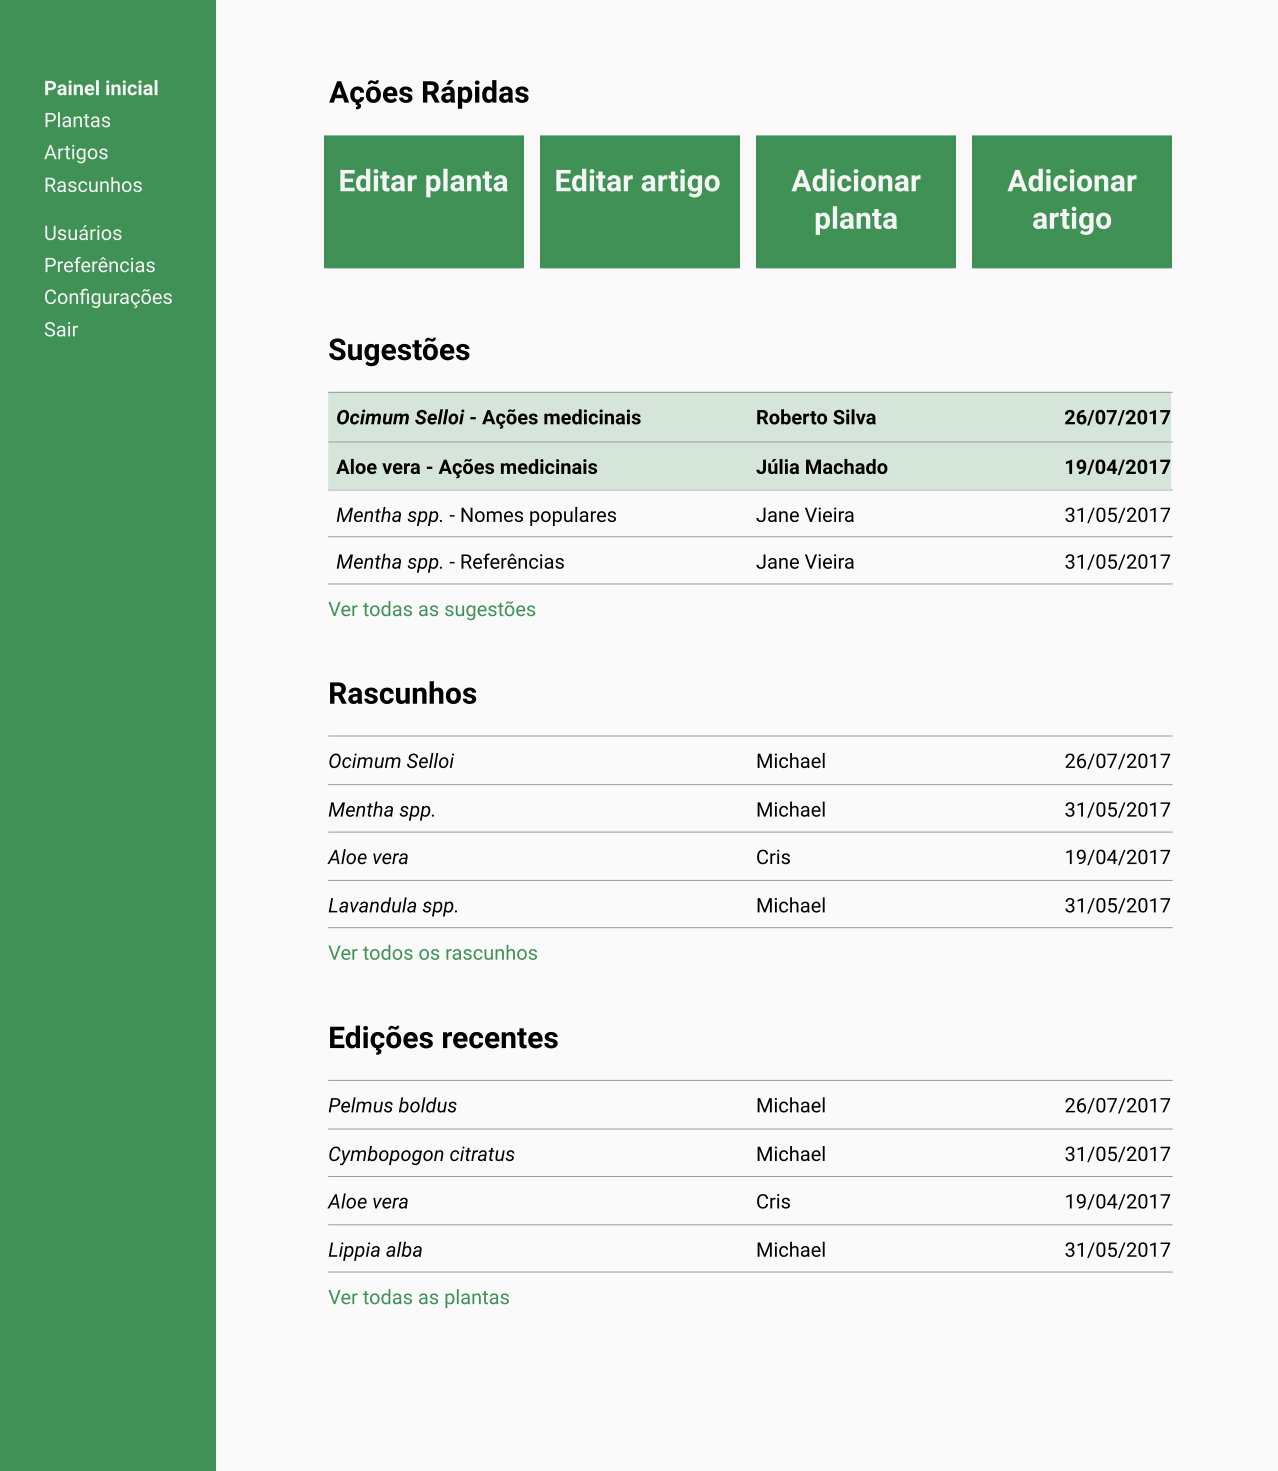 Painel inicial
Plantas
Artigos
Rascunhos
Usuários
Preferências
Configurações
Sair
Ações Rápidas
Editar planta
Editar artigo
Adicionar
planta
Adicionar
artigo
Sugestões
Ocimum Selloi - Ações medicinais Roberto Silva 26/07/2017
Aloe vera - Ações medicinais Júlia Machado 19/04/2017
Mentha spp. - Nomes populares Jane Vieira 31/05/2017
Mentha spp. - Referências Jane Vieira 31/05/2017
Ver todas as sugestões
Rascunhos
Ocimum Selloi Michael 26/07/2017
Mentha spp. Michael 31/05/2017
Aloe vera Cris 19/04/2017
Lavandula spp. Michael 31/05/2017
Ver todos os rascunhos
Edições recentes
Pelmus boldus Michael 26/07/2017
Cymbopogon citratus Michael 31/05/2017
Aloe vera Cris 19/04/2017
Lippia alba Michael 31/05/2017
Ver todas as plantas